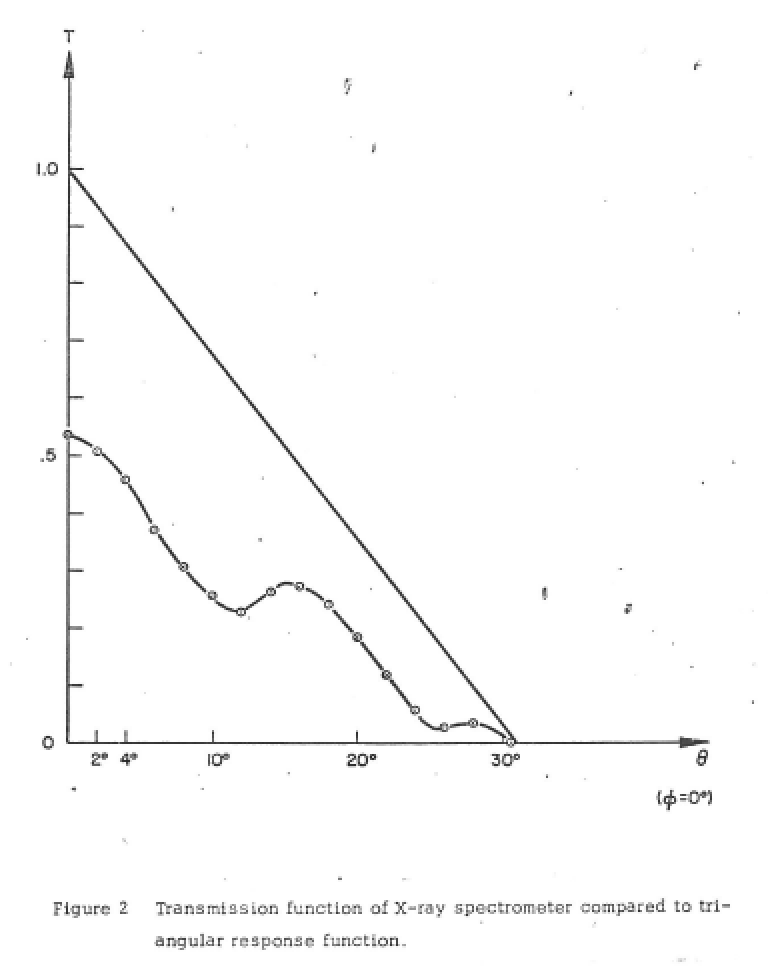 T
1.0
.5
0
2° 4° 10° 20° 30° θ
(ϕ=0°)
Figure 2 Transmission function of X-ray spectrometer compared to tri-
angular response function.